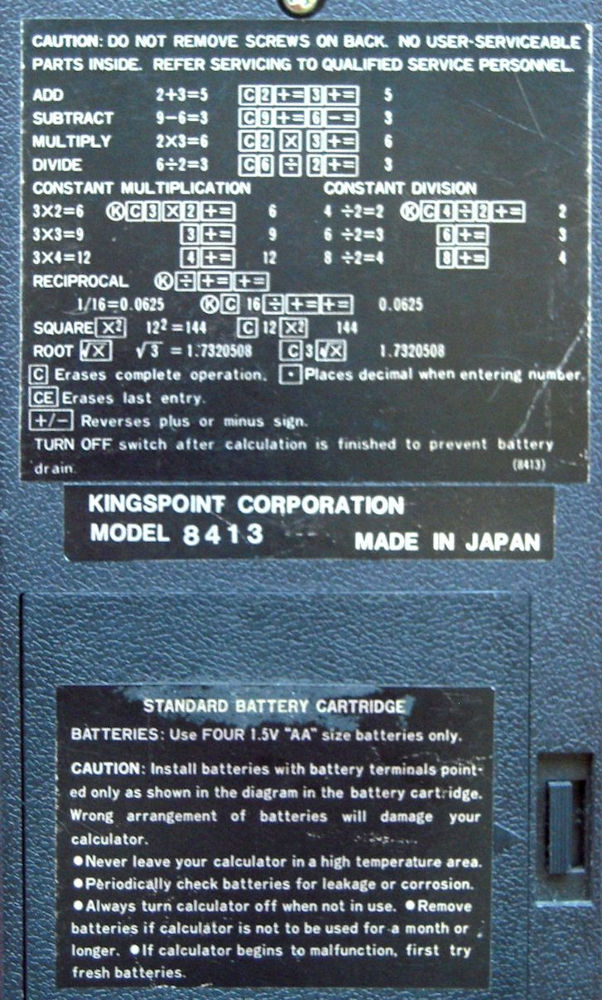 CAUTION: DO NOT REMOVE SCREWS ON BACK. NO USER-SERVICEABLE
PARTS INSIDE. REFER SERVICING TO QUALIFIED SERVICE PERSONNEL.
ADD 2+3=5 C 2 += 3 += 5
SUBTRACT 9-6=3 C 9 += 6 -= 3
MULTIPLY 2X3=6 C 2 X 3 += 6
DIVIDE 6÷2=3 C 6 ÷ 2 += 3
CONSTANT MULTIPLICATION CONSTANT DIVISION
3X2=6 K C 3 X 2 += 6 4 ÷2=2 K C 4 ÷ 2 += 2
3X3=9 3 += 9 6 ÷2=3 6 += 3
3X4=12 4 += 12 8 ÷2=4 8 += 4
RECIPROCAL K ÷ += +=
1/16=0.0625 K C 16 ÷ += += 0.0625
SQUARE X² 12²=144 C 12 X² 144
ROOT √X √3 =1.7320508 C 3 √X 1.7320508
C Erases complete operation. • Places decimal when entering number.
CE Erases last entry.
+/- Reverses plus or minus sign.
TURN OFF switch after calculation is finished to prevent battery
drain. (8413)
KINGSPOINT CORPORATION
MODEL 8413 MADE IN JAPAN
STANDARD BATTERY CARTRIDGE
BATTERIES: Use FOUR 1.5V "AA" size batteries only.
CAUTION: Install batteries with battery terminals point-
ed only as shown in the diagram in the battery cartridge.
Wrong arrangement of batteries will damage your
calculator.
●Never leave your calculator in a high temperature area.
●Periodically check batteries for leakage or corrosion.
●Always turn calculator off when not in use. ●Remove
batteries if calculator is not to be used for a month or
longer. ●If calculator begins to malfunction, first try
fresh batteries.